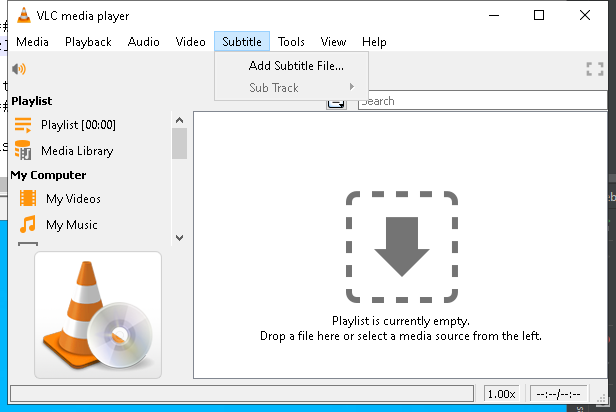 VLC media player
Media Playback Audio Video Subtitle Tools View Help
Add Subtitle File...
Sub Track
Search
Playlist
Playlist [00:00]
Media Library
My Computer
My Videos
My Music
Playlist is currently empty.
Drop a file here or select a media source from the left.
1.00x
--:--/--:--